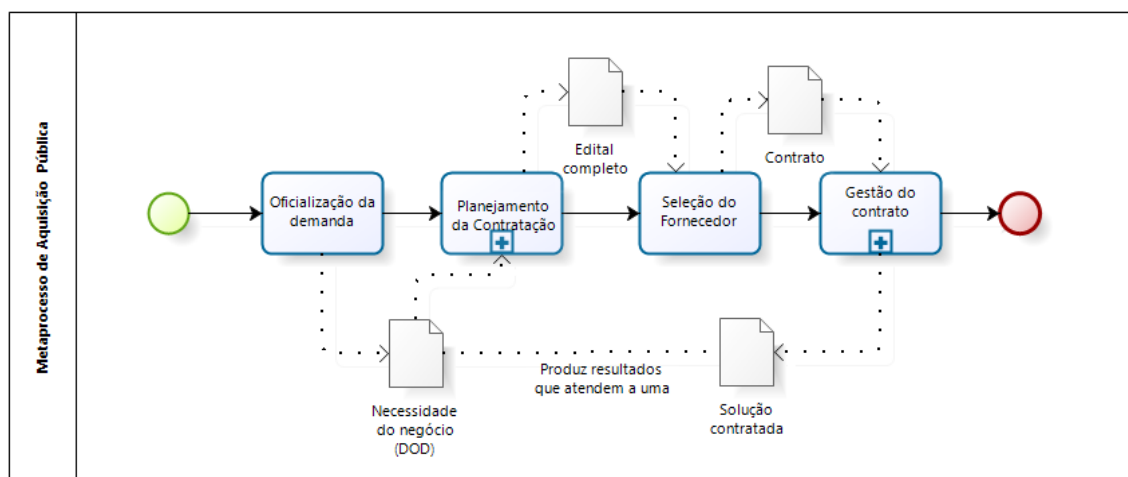 Metaprocesso de Aquisição Pública
Edital
completo
Contrato
Oficialização da
demanda
Planejamento
da Contratação
Seleção do
Fornecedor
Gestão do
contrato
Produz resultados
que atendem a uma
Necessidade
do negócio
(DOD)
Solução
contratada